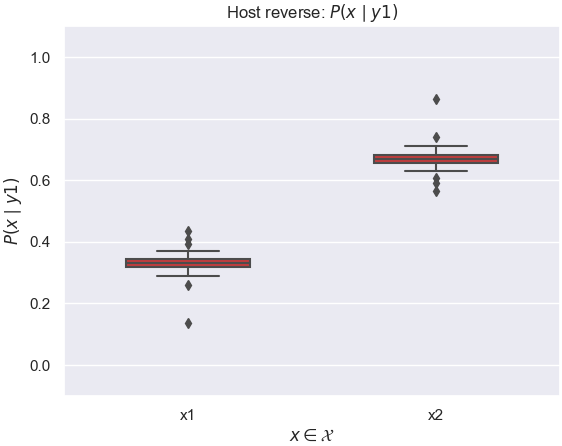 Host reverse: P(x | y1)
P(x | y1)
1.0
0.8
0.6
0.4
0.2
0.0
x1 x2
x ∈ 𝒳